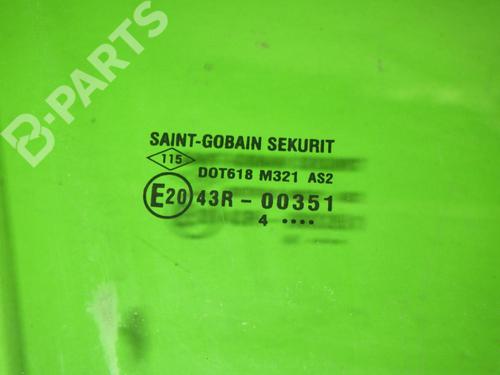 B-PARTS
SAINT-GOBAIN SEKURIT
115
DOT618 M321 AS2
E20 43R - 00351
4 ••••